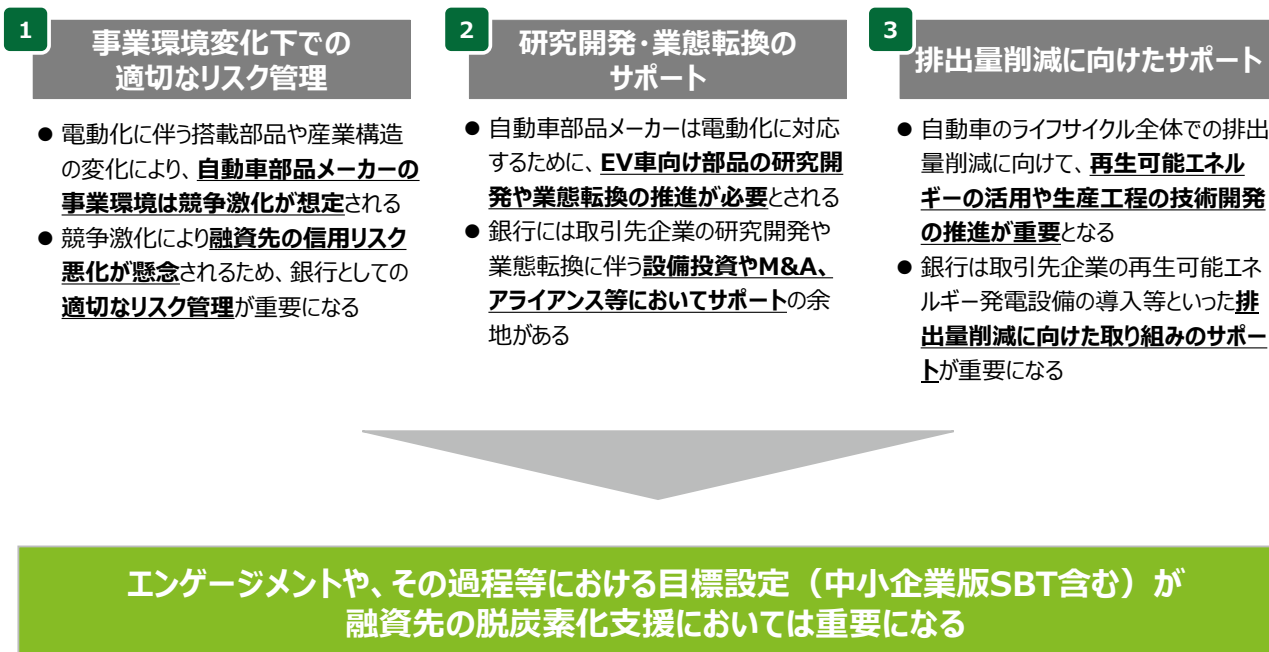 1
事業環境変化下での
適切なリスク管理
● 電動化に伴う搭載部品や産業構造
の変化により、自動車部品メーカーの
事業環境は競争激化が想定される
● 競争激化により融資先の信用リスク
悪化が懸念されるため、銀行としての
適切なリスク管理が重要になる
2
研究開発・業態転換の
サポート
● 自動車部品メーカーは電動化に対応
するために、EV車向け部品の研究開
発や業態転換の推進が必要とされる
● 銀行には取引先企業の研究開発や
業態転換に伴う設備投資やM&A、
アライアンス等においてサポートの余
地がある
3
排出量削減に向けたサポート
● 自動車のライフサイクル全体での排出
量削減に向けて、再生可能エネル
ギーの活用や生産工程の技術開発
の推進が重要となる
● 銀行は取引先企業の再生可能エネ
ルギー発電設備の導入等といった排
出量削減に向けた取り組みのサポー
トが重要になる
エンゲージメントや、その過程等における目標設定（中小企業版SBT含む）が
融資先の脱炭素化支援においては重要になる